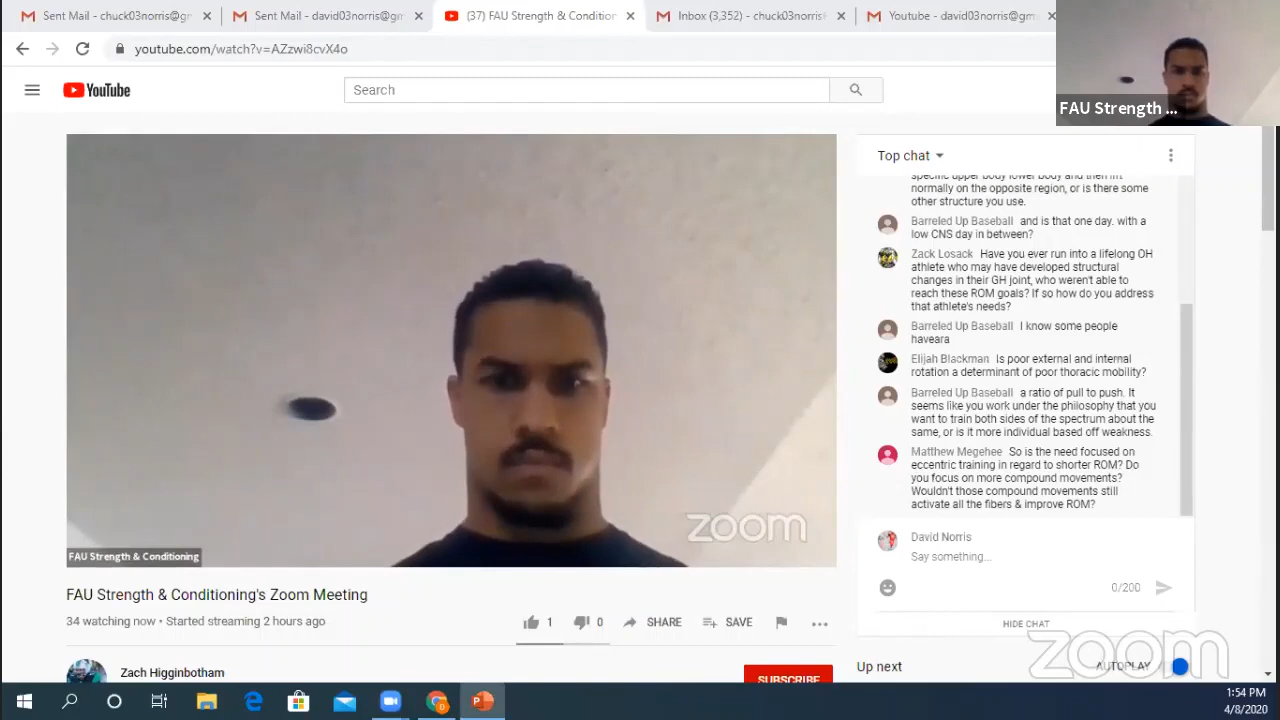 Sent Mail - chuck03norris@gm
Sent Mail - david03norris@gm
(37) FAU Strength & Condition
Inbox (3,352) - chuck03norris@
Youtube - david03norris@gm
youtube.com/watch?v=AZzwi8cvX4o
YouTube
Search
FAU Strength ...
Top chat
specific upper body lower body and then lift
normally on the opposite region, or is there some
other structure you use.
Barreled Up Baseball and is that one day. with a
low CNS day in between?
Zack Losack Have you ever run into a lifelong OH
athlete who may have developed structural
changes in their GH joint, who weren't able to
reach these ROM goals? If so how do you address
that athlete's needs?
Barreled Up Baseball I know some people
haveara
Elijah Blackman Is poor external and internal
rotation a determinant of poor thoracic mobility?
Barreled Up Baseball a ratio of pull to push. It
seems like you work under the philosophy that you
want to train both sides of the spectrum about the
same, or is it more individual based off weakness.
Matthew Megehee So is the need focused on
eccentric training in regard to shorter ROM? Do
you focus on more compound movements?
Wouldn't those compound movements still
activate all the fibers & improve ROM?
David Norris
Say something...
0/200
HIDE CHAT
zoom
FAU Strength & Conditioning
FAU Strength & Conditioning's Zoom Meeting
34 watching now • Started streaming 2 hours ago
1
0
SHARE
SAVE
Zach Higginbotham
SUBSCRIBE
Up next
AUTOPLAY
zoom
1:54 PM
4/8/2020